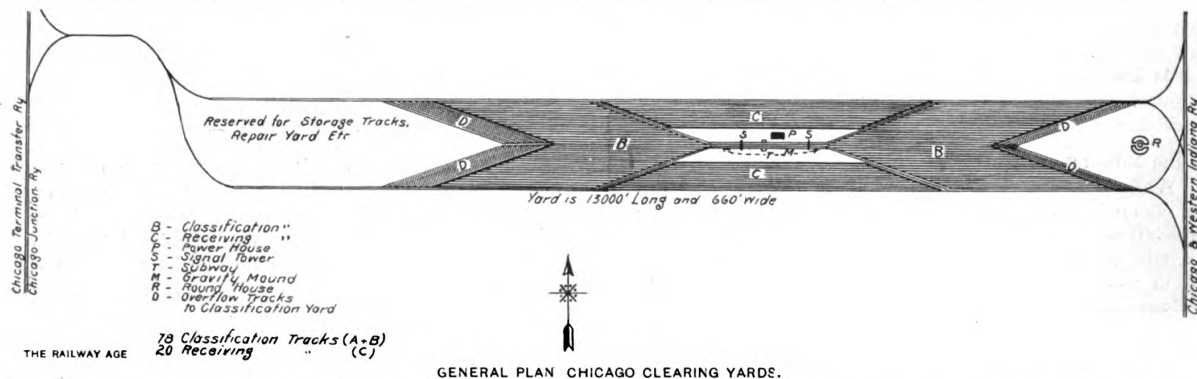 Chicago Terminal Transfer Ry
Chicago Junction Ry
Reserved for Storage Tracks,
Repair Yard Etr
D
D
B
C
S
P
S
T - M
C
B
D
D
R
Chicago & Western Indiana Ry
Yard is 13000' Long and 660' Wide
B - Classification "
C - Receiving "
P - Power House
S - Signal Tower
T - Subway
M - Gravity Mound
R - Round House
D - Overflow Tracks
to Classification Yard
78 Classification Tracks (A+B)
20 Receiving " (C)
THE RAILWAY AGE
GENERAL PLAN CHICAGO CLEARING YARDS.